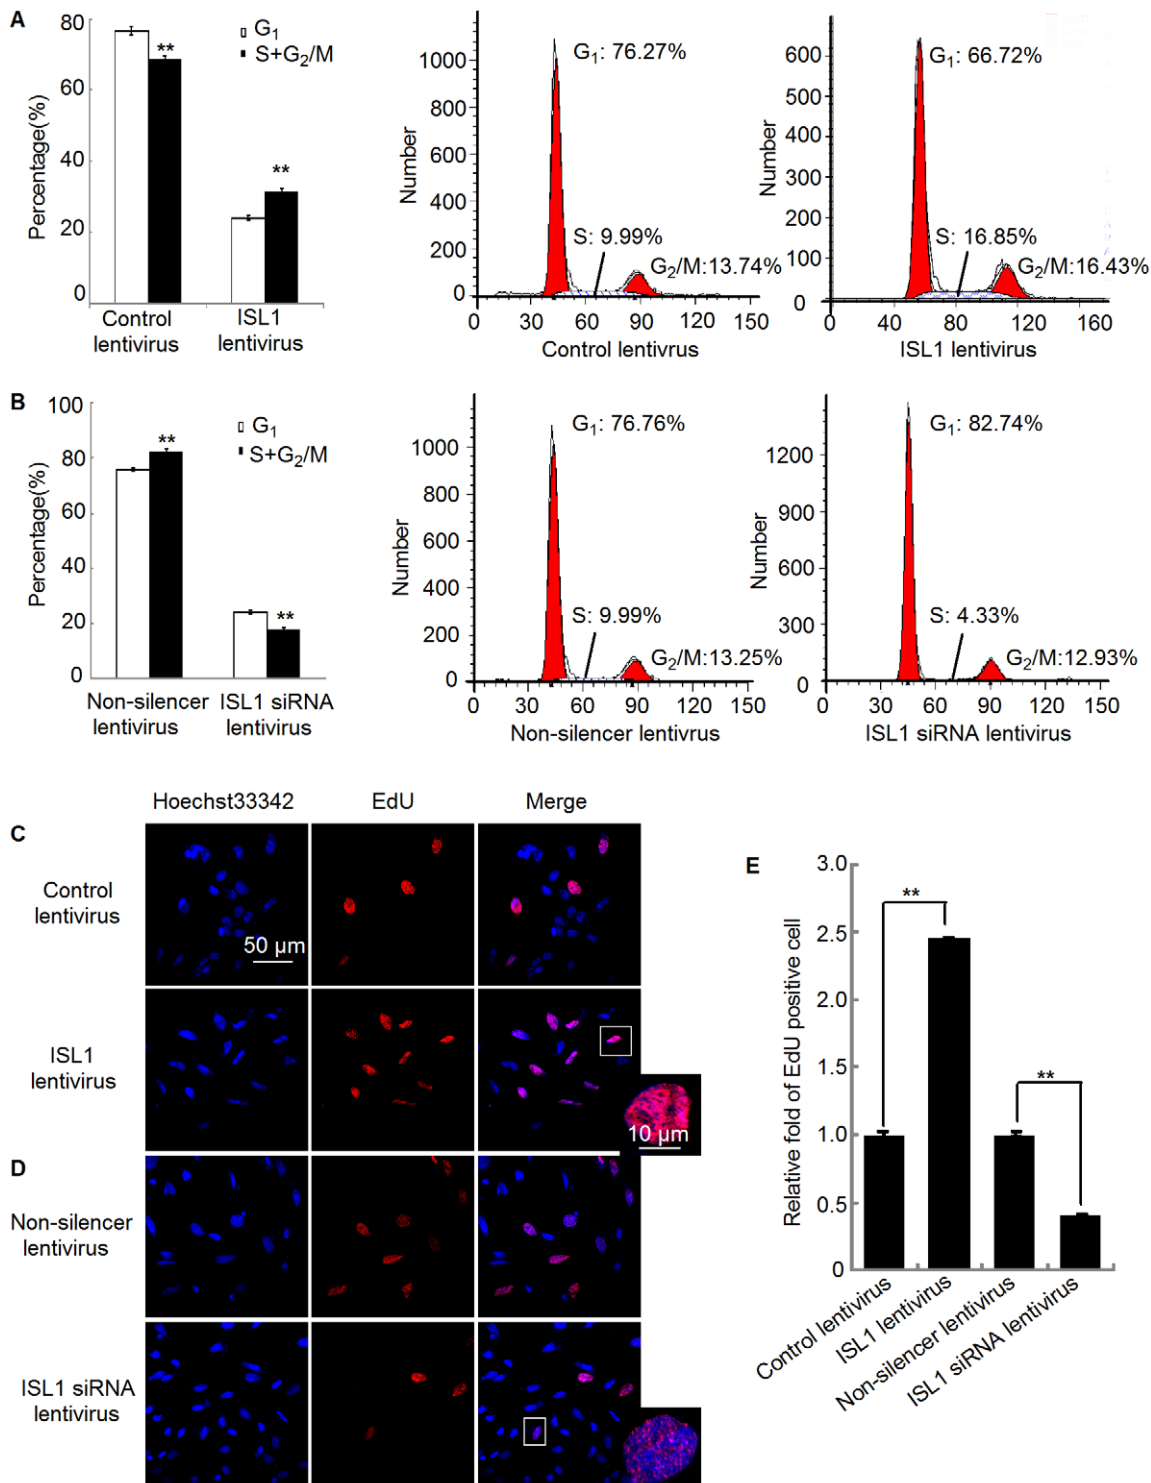 A
80
60
40
20
0
Percentage(%)
G1
S+G2/M
**
**
Control
lentivirus
ISL1
lentivirus
1000
800
600
400
200
0
Number
G1: 76.27%
S: 9.99%
G2/M:13.74%
0 30 60 90 120 150
Control lentivrus
600
500
400
300
200
100
0
Number
G1: 66.72%
S: 16.85%
G2/M:16.43%
0 40 80 120 160
ISL1 lentivirus
B
100
80
60
40
20
0
Percentage(%)
G1
S+G2/M
**
**
Non-silencer
lentivirus
ISL1 siRNA
lentivirus
1000
800
600
400
200
0
Number
G1: 76.76%
S: 9.99%
G2/M:13.25%
0 30 60 90 120 150
Non-silencer lentivrus
1200
900
600
300
0
Number
G1: 82.74%
S: 4.33%
G2/M:12.93%
0 30 60 90 120 150
ISL1 siRNA lentivirus
Hoechst33342 EdU Merge
C
Control
lentivirus
50 µm
ISL1
lentivirus
10 µm
D
Non-silencer
lentivirus
ISL1 siRNA
lentivirus
E
3.0
2.5
2.0
1.5
1.0
0.5
0
Relative fold of EdU positive cell
**
**
Control lentivirus
ISL1 lentivirus
Non-silencer lentivirus
ISL1 siRNA lentivirus